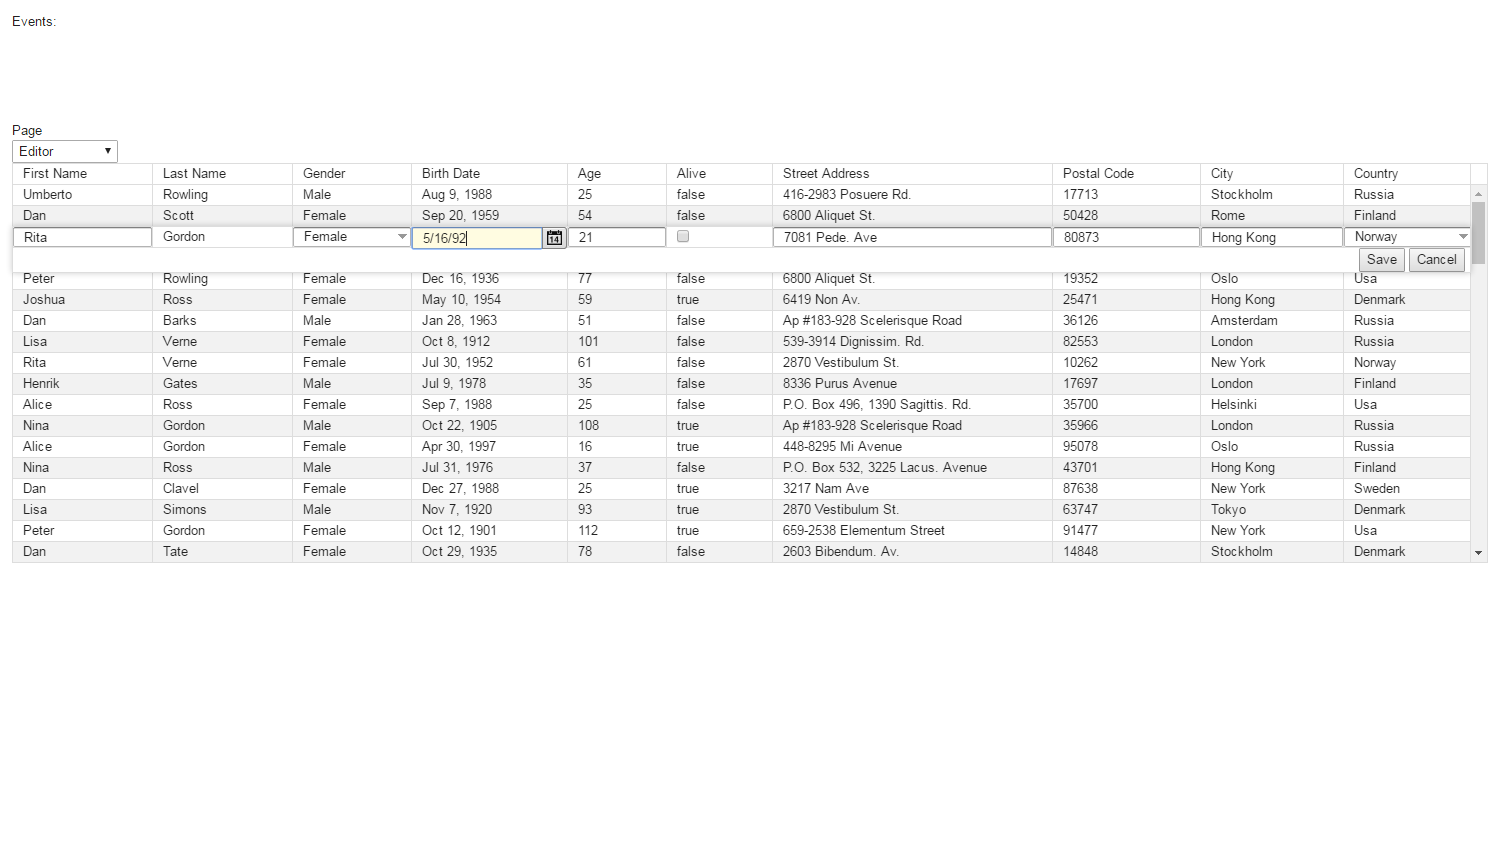 Events:
Page
Editor
First Name Last Name Gender Birth Date Age Alive Street Address Postal Code City Country
Umberto Rowling Male Aug 9, 1988 25 false 416-2983 Posuere Rd. 17713 Stockholm Russia
Dan Scott Female Sep 20, 1959 54 false 6800 Aliquet St. 50428 Rome Finland
Rita Gordon Female 5/16/92 14 21 7081 Pede. Ave 80873 Hong Kong Norway
Save Cancel
Peter Rowling Female Dec 16, 1936 77 false 6800 Aliquet St. 19352 Oslo Usa
Joshua Ross Female May 10, 1954 59 true 6419 Non Av. 25471 Hong Kong Denmark
Dan Barks Male Jan 28, 1963 51 false Ap #183-928 Scelerisque Road 36126 Amsterdam Russia
Lisa Verne Female Oct 8, 1912 101 false 539-3914 Dignissim. Rd. 82553 London Russia
Rita Verne Female Jul 30, 1952 61 false 2870 Vestibulum St. 10262 New York Norway
Henrik Gates Male Jul 9, 1978 35 false 8336 Purus Avenue 17697 London Finland
Alice Ross Female Sep 7, 1988 25 false P.O. Box 496, 1390 Sagittis. Rd. 35700 Helsinki Usa
Nina Gordon Male Oct 22, 1905 108 true Ap #183-928 Scelerisque Road 35966 London Russia
Alice Gordon Female Apr 30, 1997 16 true 448-8295 Mi Avenue 95078 Oslo Russia
Nina Ross Male Jul 31, 1976 37 false P.O. Box 532, 3225 Lacus. Avenue 43701 Hong Kong Finland
Dan Clavel Female Dec 27, 1988 25 true 3217 Nam Ave 87638 New York Sweden
Lisa Simons Male Nov 7, 1920 93 true 2870 Vestibulum St. 63747 Tokyo Denmark
Peter Gordon Female Oct 12, 1901 112 true 659-2538 Elementum Street 91477 New York Usa
Dan Tate Female Oct 29, 1935 78 false 2603 Bibendum. Av. 14848 Stockholm Denmark